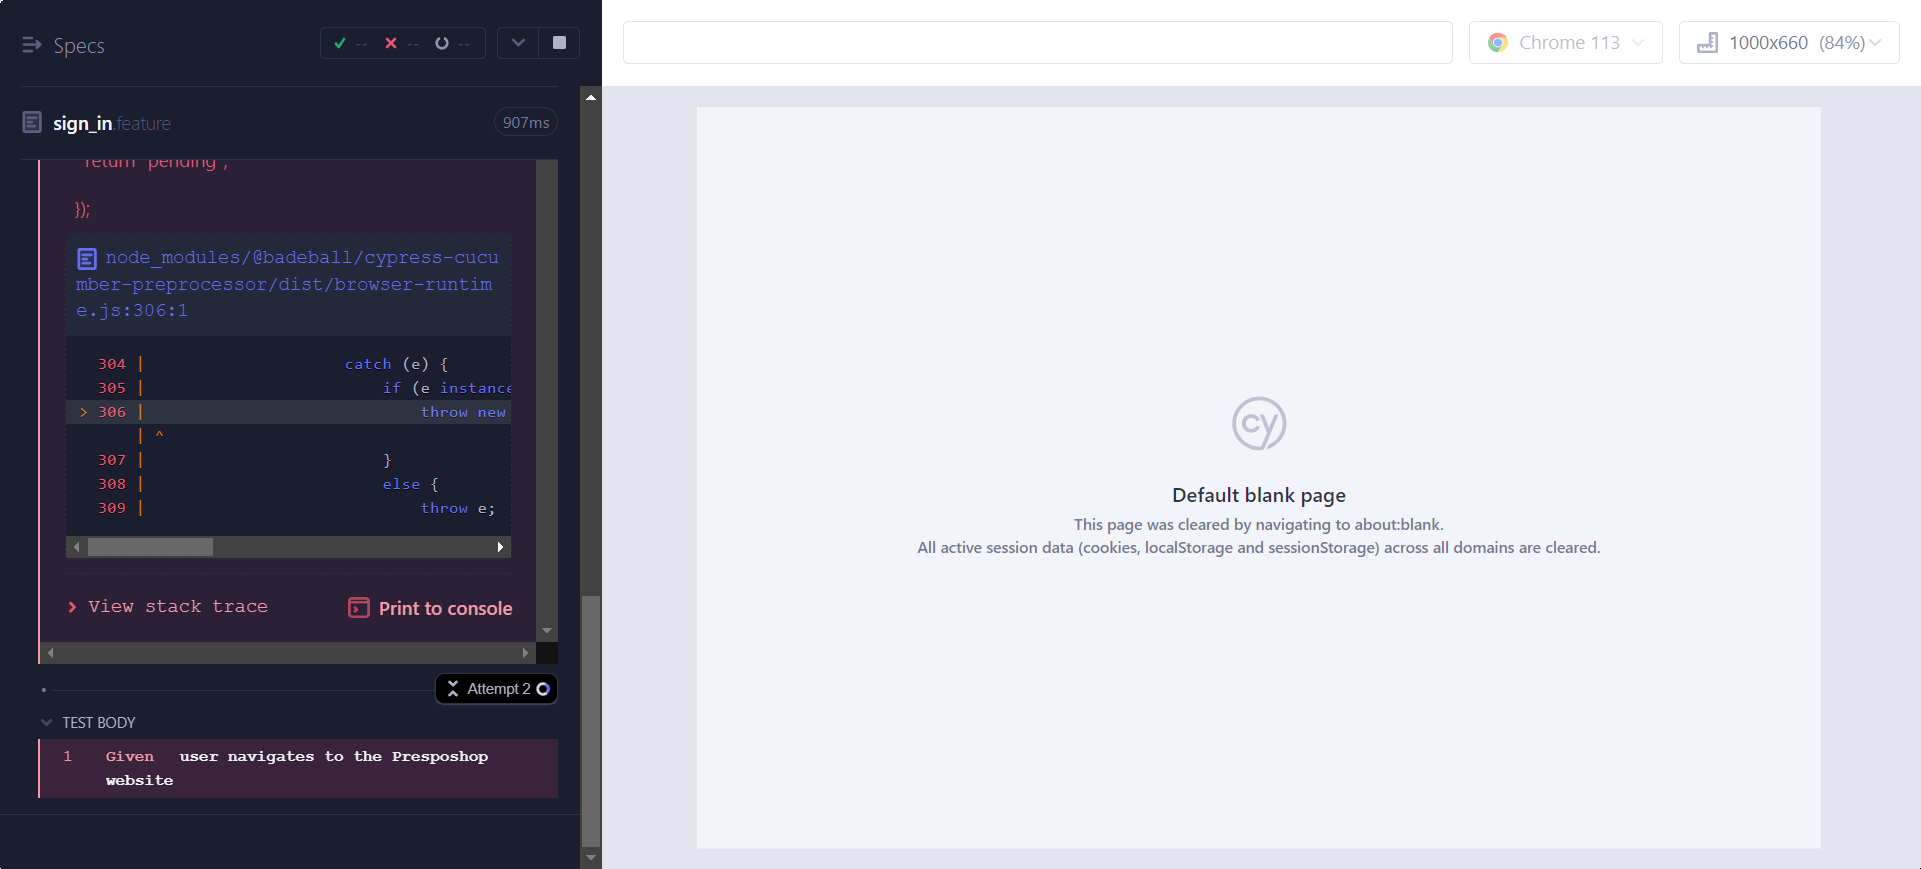 Specs
-- -- --
Chrome 113
1000x660 (84%)
sign_in.feature
907ms
return "pending";
});
node_modules/@badeball/cypress-cucu
mber-preprocessor/dist/browser-runtim
e.js:306:1
304 | catch (e) {
305 | if (e instance
> 306 | throw new
| ^
307 | }
308 | else {
309 | throw e;
View stack trace
Print to console
Attempt 2
TEST BODY
1 Given user navigates to the Presposhop
website
cy
Default blank page
This page was cleared by navigating to about:blank.
All active session data (cookies, localStorage and sessionStorage) across all domains are cleared.